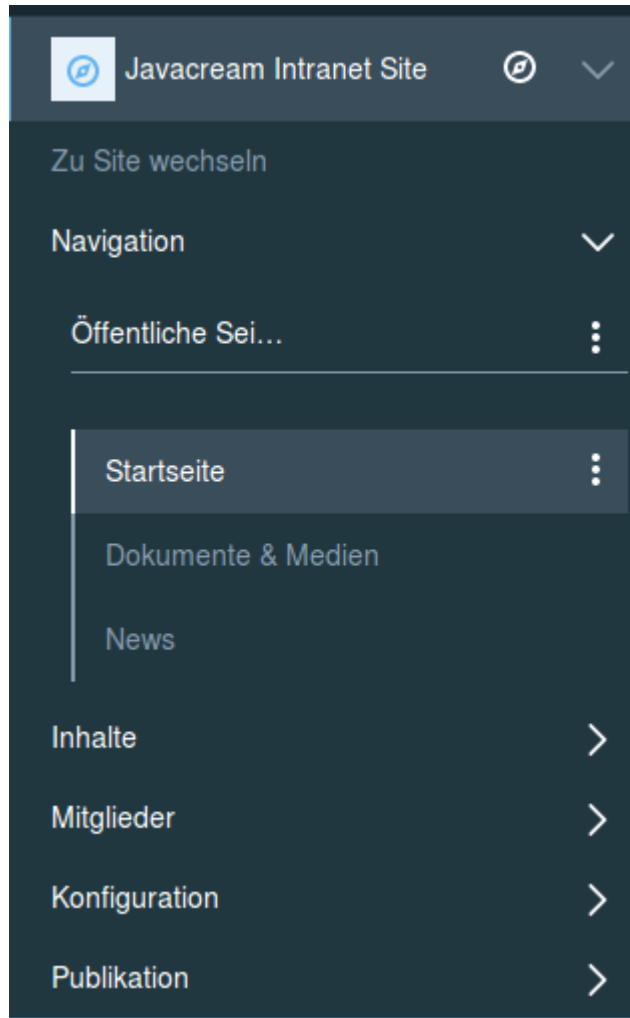 Javacream Intranet Site
Zu Site wechseln
Navigation
Öffentliche Sei...
Startseite
Dokumente & Medien
News
Inhalte
Mitglieder
Konfiguration
Publikation